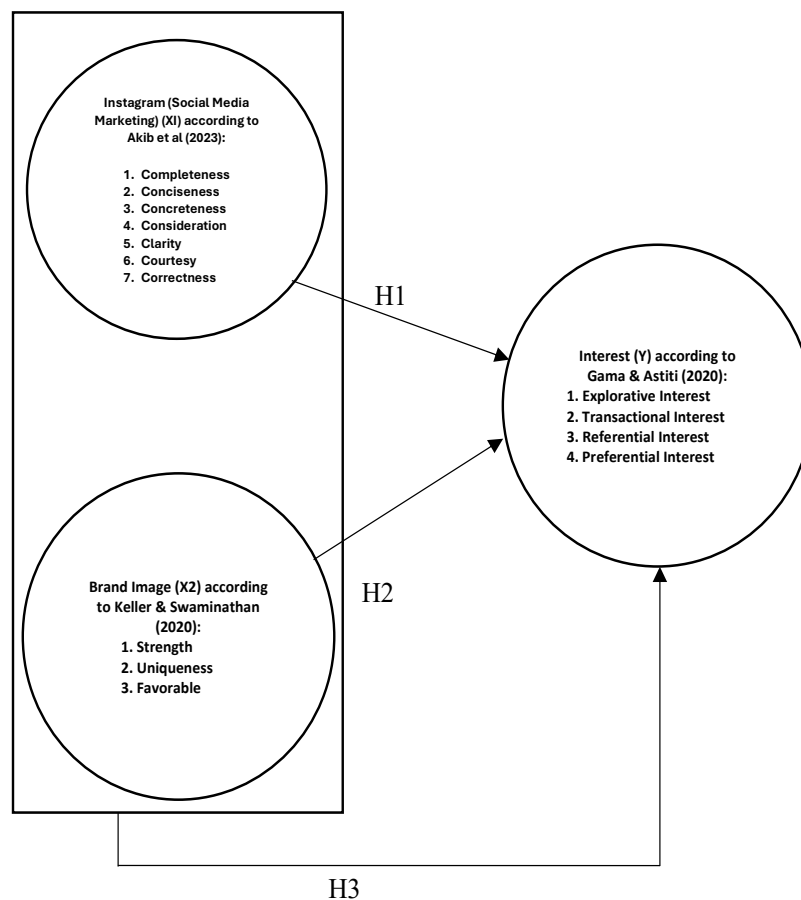 Instagram (Social Media
Marketing) (XI) according to
Akib et al (2023):
1. Completeness
2. Conciseness
3. Concreteness
4. Consideration
5. Clarity
6. Courtesy
7. Correctness
H1
Interest (Y) according to
Gama & Astiti (2020):
1. Explorative Interest
2. Transactional Interest
3. Referential Interest
4. Preferential Interest
Brand Image (X2) according
to Keller & Swaminathan
(2020):
1. Strength
2. Uniqueness
3. Favorable
H2
H3